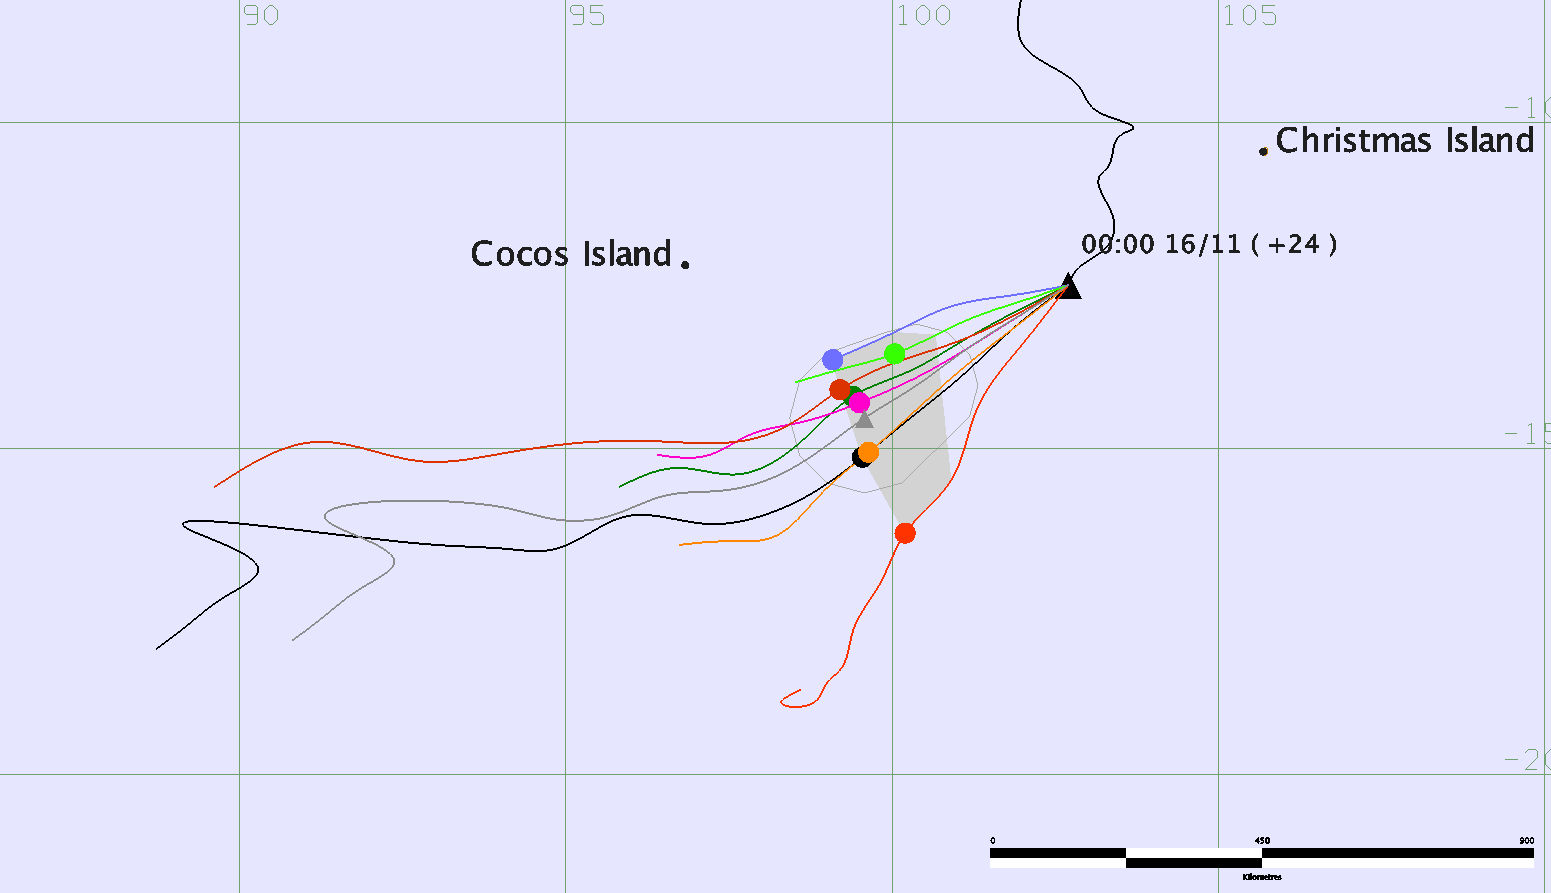 90
95
100
105
-10
Christmas Island
00:00 16/11 ( +24 )
Cocos Island
-15
-20
0
450
900
Kilometres